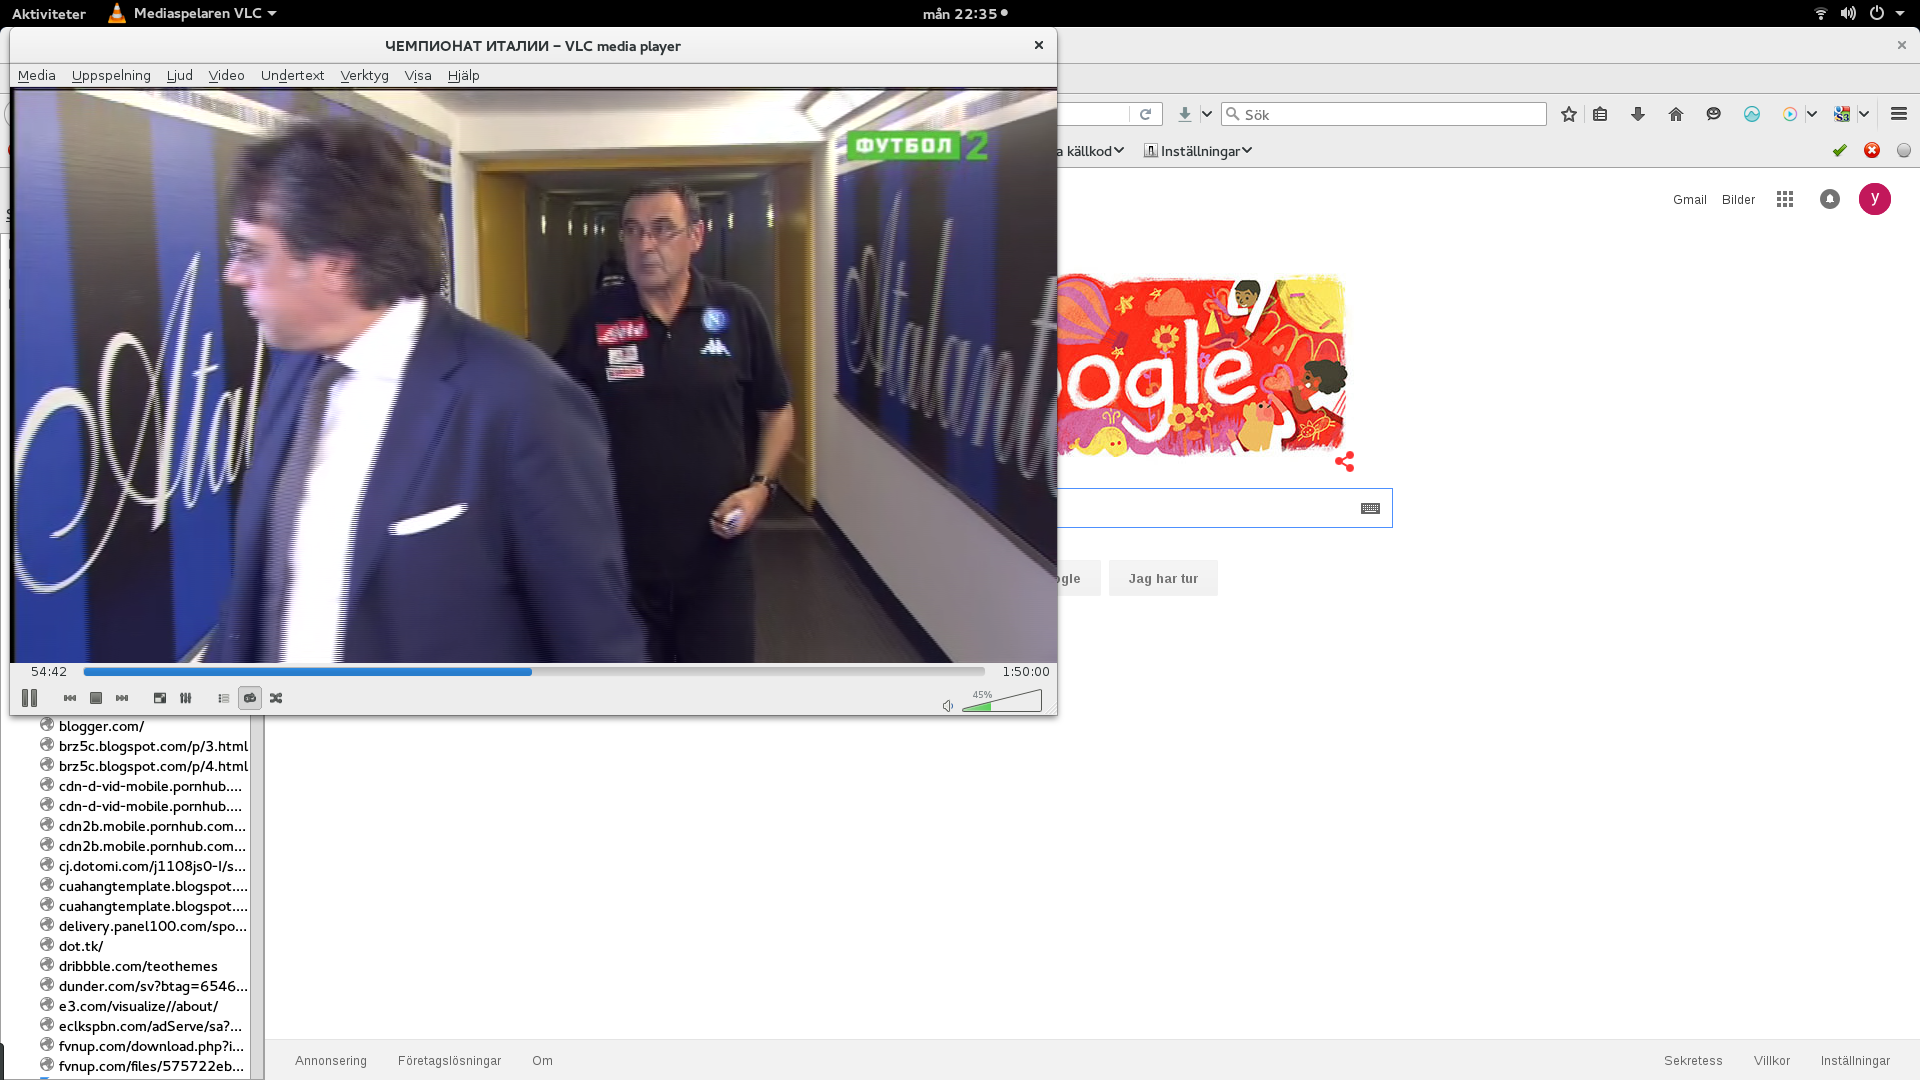 Aktiviteter
Mediaspelaren VLC
mån 22:35
ЧЕМПИОНАТ ИТАЛИИ – VLC media player
Media Uppspelning Ljud Video Undertext Verktyg Visa Hjälp
Sök
a källkod
Inställningar
ФУТБОЛ 2
Gmail Bilder
y
Atalanta
Atalant
ogle
54:42
1:50:00
45%
ogle
Jag har tur
blogger.com/
brz5c.blogspot.com/p/3.html
brz5c.blogspot.com/p/4.html
cdn-d-vid-mobile.pornhub....
cdn-d-vid-mobile.pornhub....
cdn2b.mobile.pornhub.com...
cdn2b.mobile.pornhub.com...
cj.dotomi.com/j1108js0-I/s...
cuahangtemplate.blogspot....
cuahangtemplate.blogspot....
delivery.panel100.com/spo...
dot.tk/
dribbble.com/teothemes
dunder.com/sv?btag=6546...
e3.com/visualize//about/
eclkspbn.com/adServe/sa?...
fvnup.com/download.php?i...
fvnup.com/files/575722eb...
Annonsering Företagslösningar Om
Sekretess Villkor Inställningar